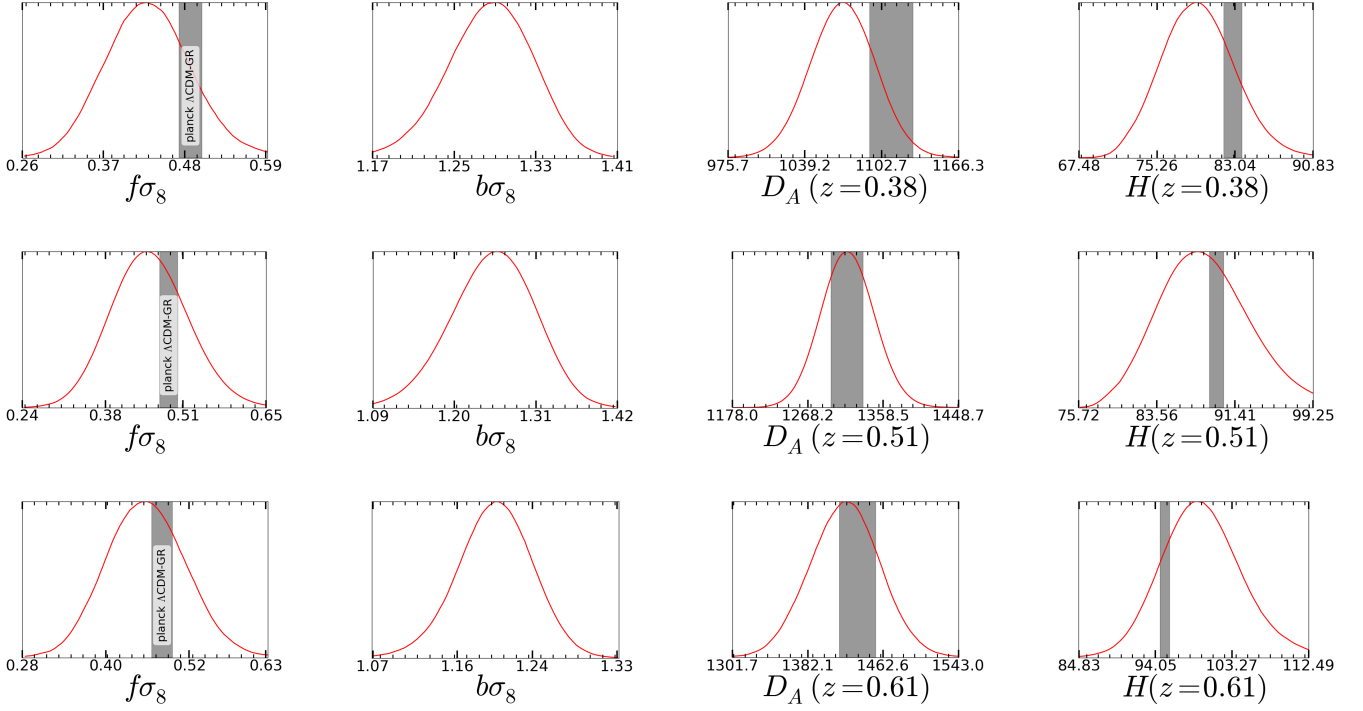 planck ΛCDM-GR
0.26 0.37 0.48 0.59
fσ8
1.17 1.25 1.33 1.41
bσ8
975.7 1039.2 1102.7 1166.3
D_A (z=0.38)
67.48 75.26 83.04 90.83
H(z=0.38)
planck ΛCDM-GR
0.24 0.38 0.51 0.65
fσ8
1.09 1.20 1.31 1.42
bσ8
1178.0 1268.2 1358.5 1448.7
D_A (z=0.51)
75.72 83.56 91.41 99.25
H(z=0.51)
planck ΛCDM-GR
0.28 0.40 0.52 0.63
fσ8
1.07 1.16 1.24 1.33
bσ8
1301.7 1382.1 1462.6 1543.0
D_A (z=0.61)
84.83 94.05 103.27 112.49
H(z=0.61)